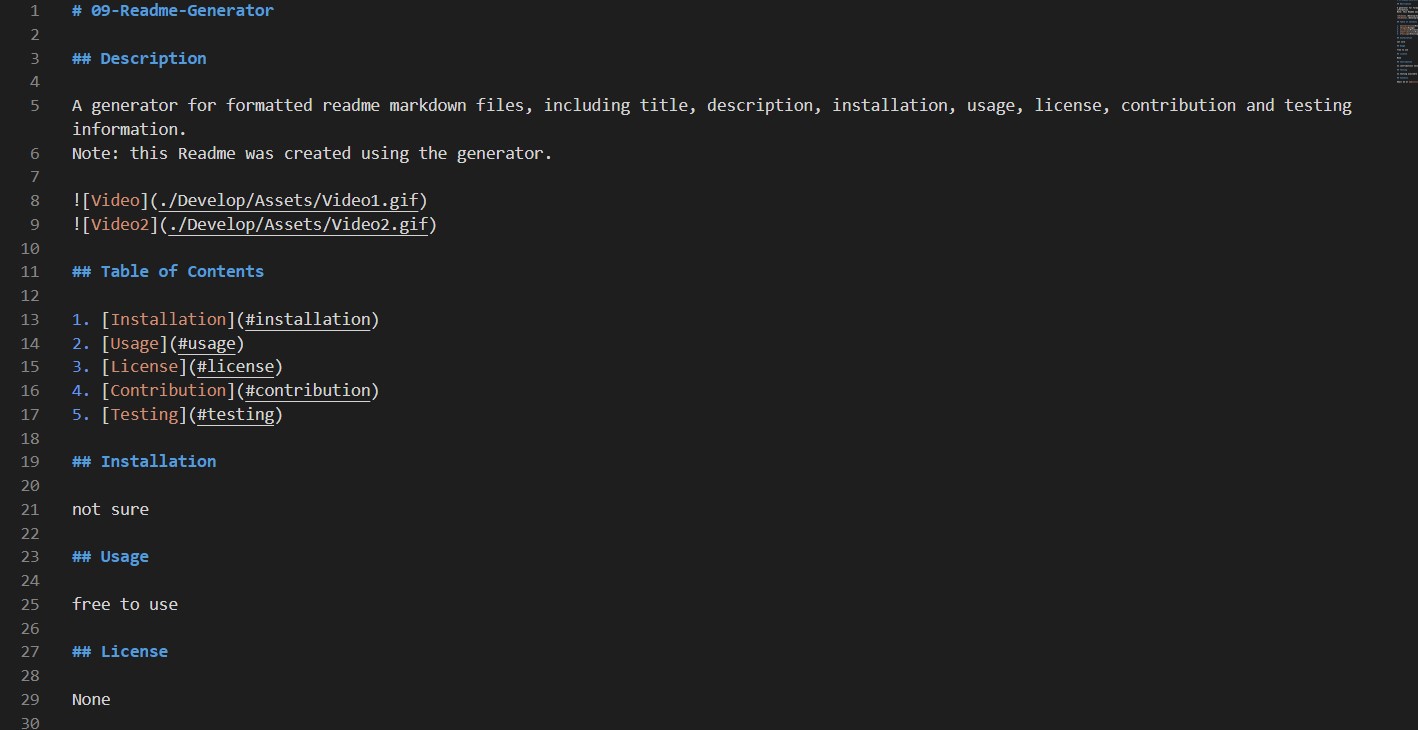 1 # 09-Readme-Generator
2
3 ## Description
4
5 A generator for formatted readme markdown files, including title, description, installation, usage, license, contribution and testing
information.
6 Note: this Readme was created using the generator.
7
8 ![Video](./Develop/Assets/Video1.gif)
9 ![Video2](./Develop/Assets/Video2.gif)
10
11 ## Table of Contents
12
13 1. [Installation](#installation)
14 2. [Usage](#usage)
15 3. [License](#license)
16 4. [Contribution](#contribution)
17 5. [Testing](#testing)
18
19 ## Installation
20
21 not sure
22
23 ## Usage
24
25 free to use
26
27 ## License
28
29 None
30